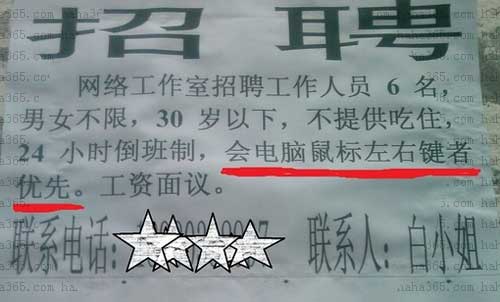 招聘
网络工作室招聘工作人员 6 名，
男女不限，30 岁以下，不提供吃住，
24 小时倒班制，会电脑鼠标左右键者
优先。工资面议。
联系电话： 联系人：白小姐
haha365.com